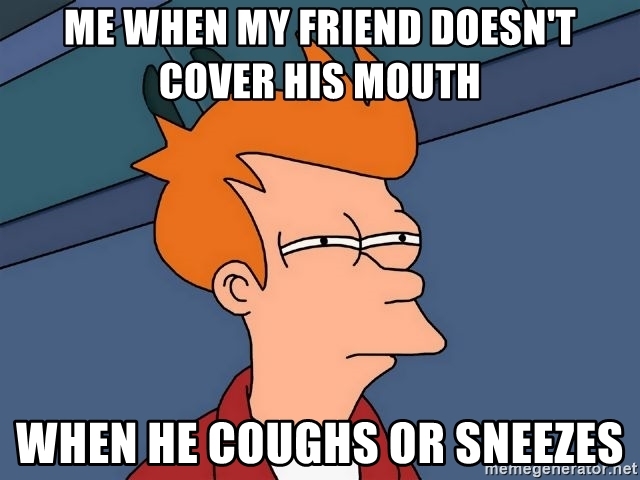 ME WHEN MY FRIEND DOESN'T
COVER HIS MOUTH
WHEN HE COUGHS OR SNEEZES
memegenerator.net